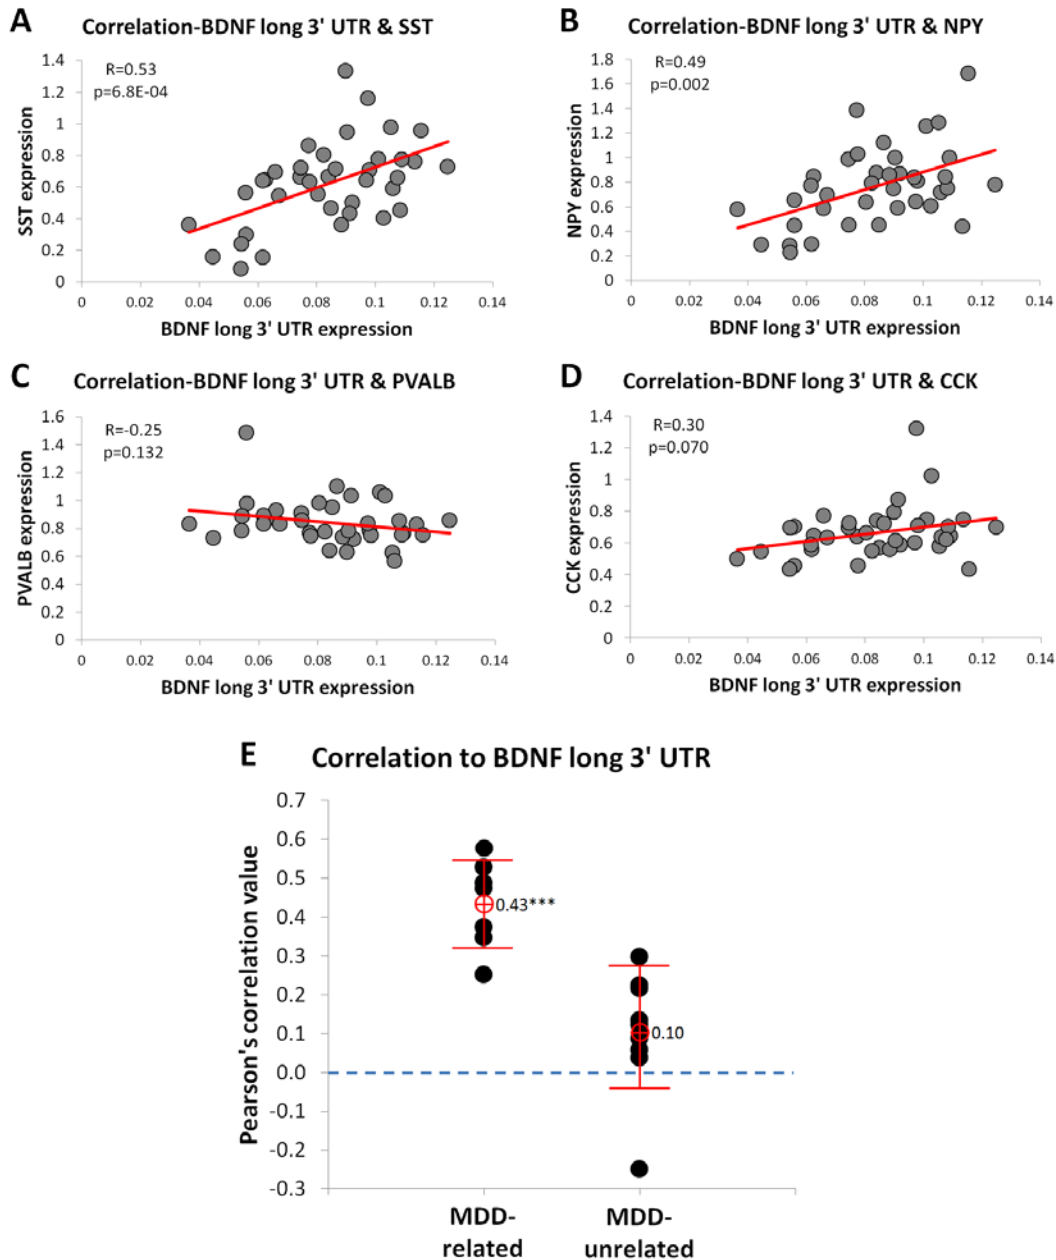 A
Correlation-BDNF long 3' UTR & SST
R=0.53
p=6.8E-04
SST expression
1.4
1.2
1
0.8
0.6
0.4
0.2
0
0
0.02
0.04
0.06
0.08
0.1
0.12
0.14
BDNF long 3' UTR expression
B
Correlation-BDNF long 3' UTR & NPY
R=0.49
p=0.002
NPY expression
1.8
1.6
1.4
1.2
1
0.8
0.6
0.4
0.2
0
0
0.02
0.04
0.06
0.08
0.1
0.12
0.14
BDNF long 3' UTR expression
C
Correlation-BDNF long 3' UTR & PVALB
R=-0.25
p=0.132
PVALB expression
1.6
1.4
1.2
1
0.8
0.6
0.4
0.2
0
0
0.02
0.04
0.06
0.08
0.1
0.12
0.14
BDNF long 3' UTR expression
D
Correlation-BDNF long 3' UTR & CCK
R=0.30
p=0.070
CCK expression
1.4
1.2
1
0.8
0.6
0.4
0.2
0
0
0.02
0.04
0.06
0.08
0.1
0.12
0.14
BDNF long 3' UTR expression
E
Correlation to BDNF long 3' UTR
Pearson's correlation value
0.7
0.6
0.5
0.4
0.3
0.2
0.1
0.0
-0.1
-0.2
-0.3
0.43***
0.10
MDD-
related
MDD-
unrelated